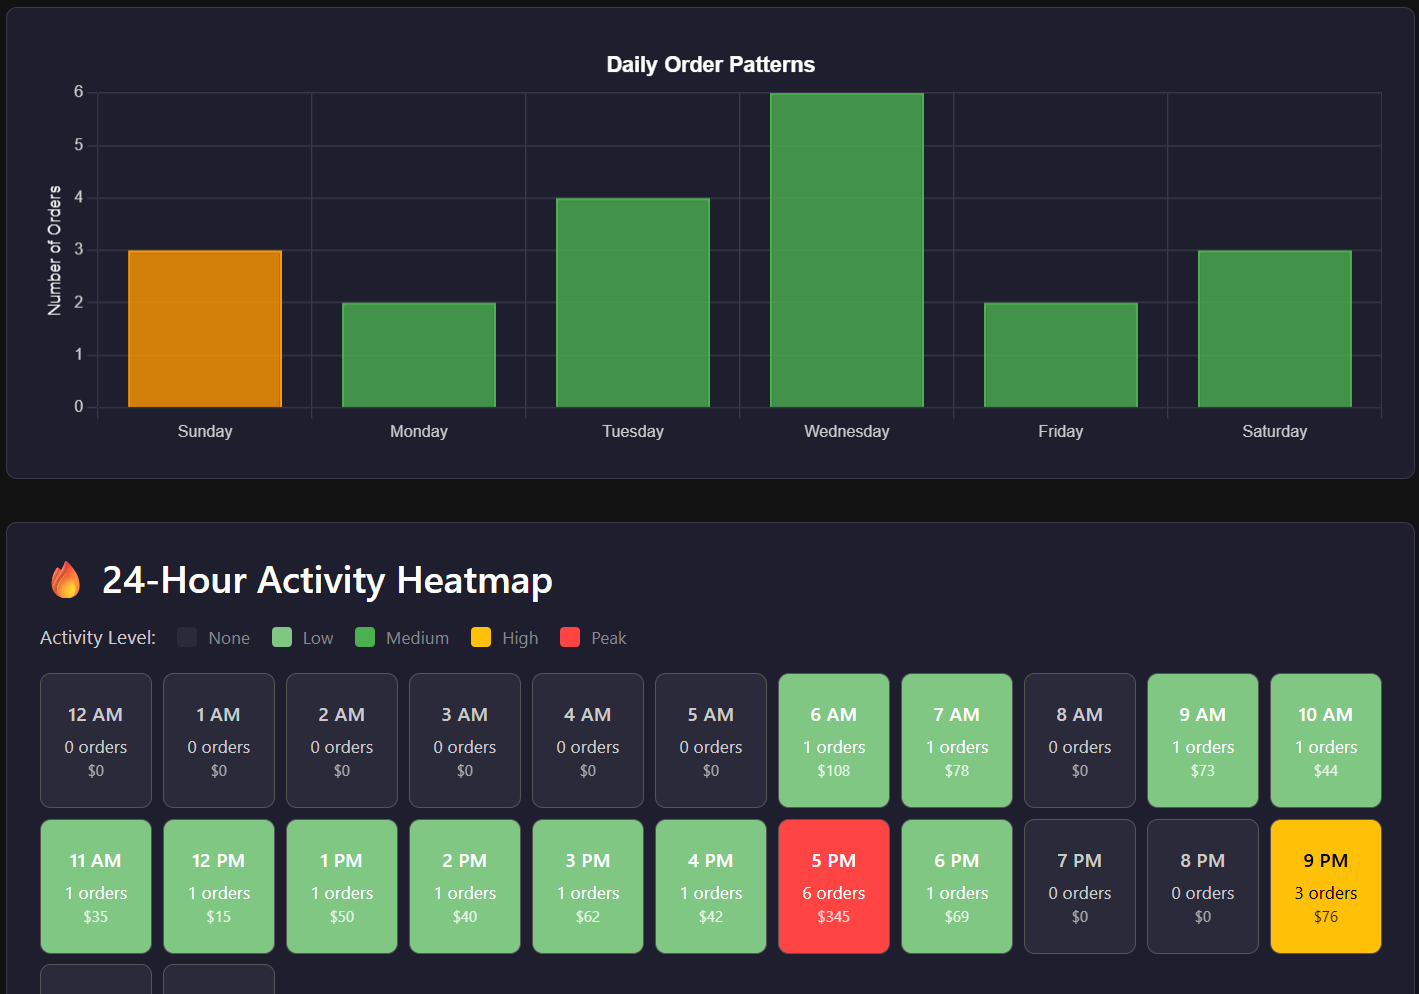 Daily Order Patterns
6
5
4
3
2
1
0
Number of Orders
Sunday Monday Tuesday Wednesday Friday Saturday
24-Hour Activity Heatmap
Activity Level: None Low Medium High Peak
12 AM 1 AM 2 AM 3 AM 4 AM 5 AM 6 AM 7 AM 8 AM 9 AM 10 AM
0 orders 0 orders 0 orders 0 orders 0 orders 0 orders 1 orders 1 orders 0 orders 1 orders 1 orders
$0 $0 $0 $0 $0 $0 $108 $78 $0 $73 $44
11 AM 12 PM 1 PM 2 PM 3 PM 4 PM 5 PM 6 PM 7 PM 8 PM 9 PM
1 orders 1 orders 1 orders 1 orders 1 orders 1 orders 6 orders 1 orders 0 orders 0 orders 3 orders
$35 $15 $50 $40 $62 $42 $345 $69 $0 $0 $76